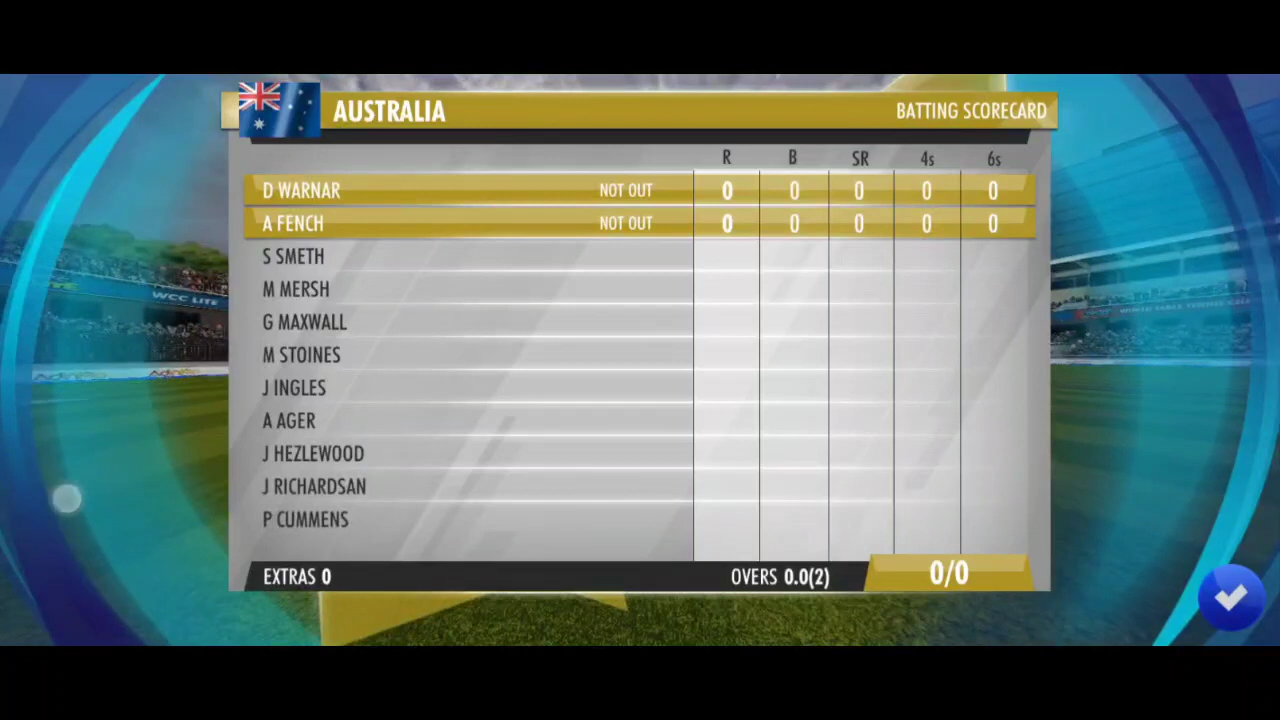 AUSTRALIA BATTING SCORECARD
R B SR 4s 6s
D WARNAR NOT OUT 0 0 0 0 0
A FENCH NOT OUT 0 0 0 0 0
S SMETH
M MERSH
G MAXWALL
M STOINES
J INGLES
A AGER
J HEZLEWOOD
J RICHARDSAN
P CUMMENS
EXTRAS 0 OVERS 0.0(2) 0/0
WCC LITE